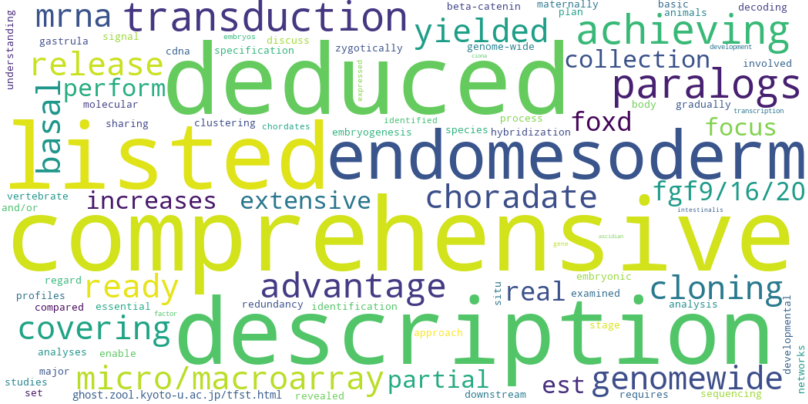 understanding
mrna
transduction
beta-catenin
maternally
plan
basic
animals
decoding
gastrula
signal
embryos
discuss
yielded
achieving
cdna
specification
zygotically
genome-wide
development
release
deduced
clone
collection
involved
basal
perform
expressed
paralogs
molecular
identified
process
body
gradually
transcription
sharing
clustering
chordates
embryogenesis
species
hybridization
foxd
focus
listed
endomesoderm
vertebrate
and/or
increases
extensive
choradate
fgf9/16/20
intestinalis
comprehensive
gene
ascidian
regard
ready
advantage
situ
real
embryonic
examined
cloning
profiles
compared
essential
redundancy
identification
analysis
developmental
covering
factor
description
approach
stage
analyses
enable
networks
major
micro/macroarray
partial
est
genomewide
studies
set
ghost.zool.kyoto-u.ac.jp/tfst.html
revealed
downstream
requires
sequencing